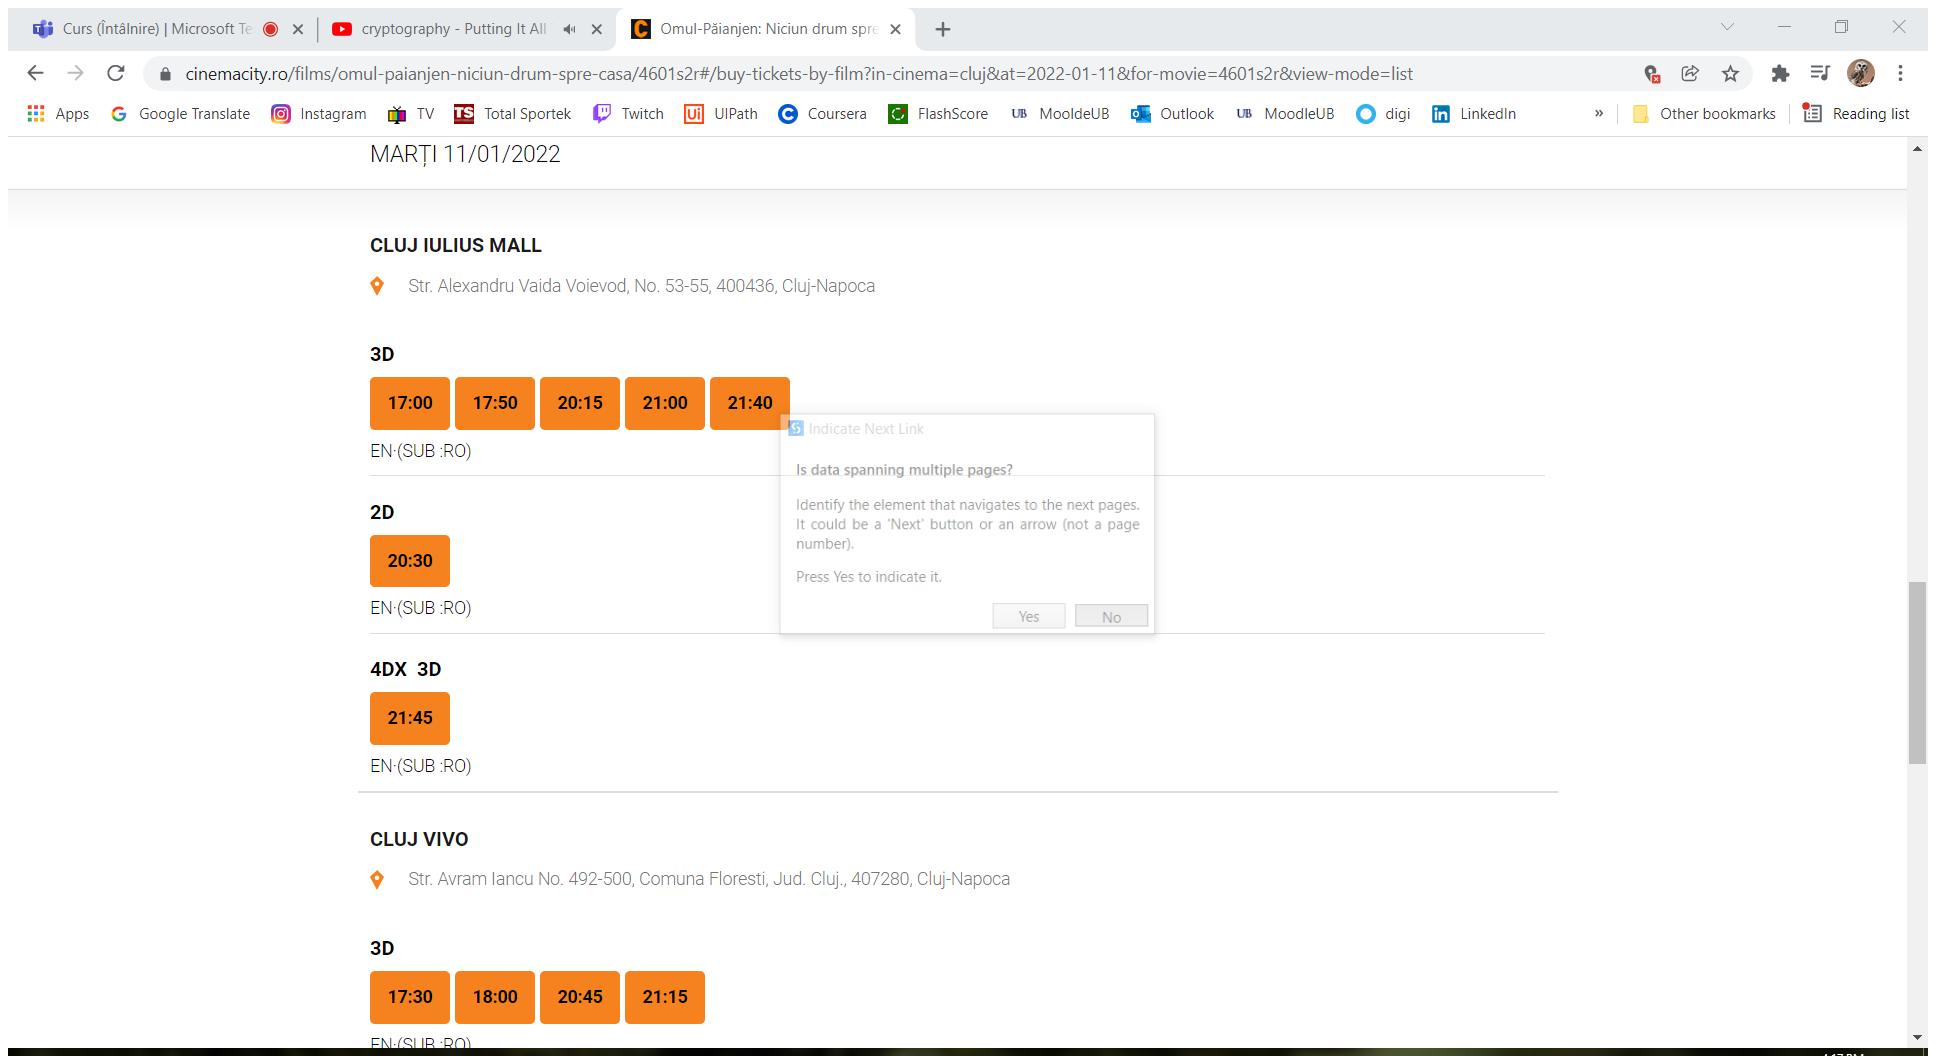 Curs (Întâlnire) | Microsoft Te
cryptography - Putting It All
Omul-Păianjen: Niciun drum spre
cinemacity.ro/films/omul-paianjen-niciun-drum-spre-casa/4601s2r#/buy-tickets-by-film?in-cinema=cluj&at=2022-01-11&for-movie=4601s2r&view-mode=list
Apps Google Translate Instagram TV Total Sportek Twitch UIPath Coursera FlashScore MooldeUB Outlook MoodleUB digi LinkedIn » Other bookmarks Reading list
MARȚI 11/01/2022
CLUJ IULIUS MALL
Str. Alexandru Vaida Voievod, No. 53-55, 400436, Cluj-Napoca
3D
17:00 17:50 20:15 21:00 21:40
EN·(SUB :RO)
2D
20:30
EN·(SUB :RO)
4DX 3D
21:45
EN·(SUB :RO)
Indicate Next Link
Is data spanning multiple pages?
Identify the element that navigates to the next pages.
It could be a 'Next' button or an arrow (not a page
number).
Press Yes to indicate it.
Yes No
CLUJ VIVO
Str. Avram Iancu No. 492-500, Comuna Floresti, Jud. Cluj., 407280, Cluj-Napoca
3D
17:30 18:00 20:45 21:15
EN·(SUB :RO)